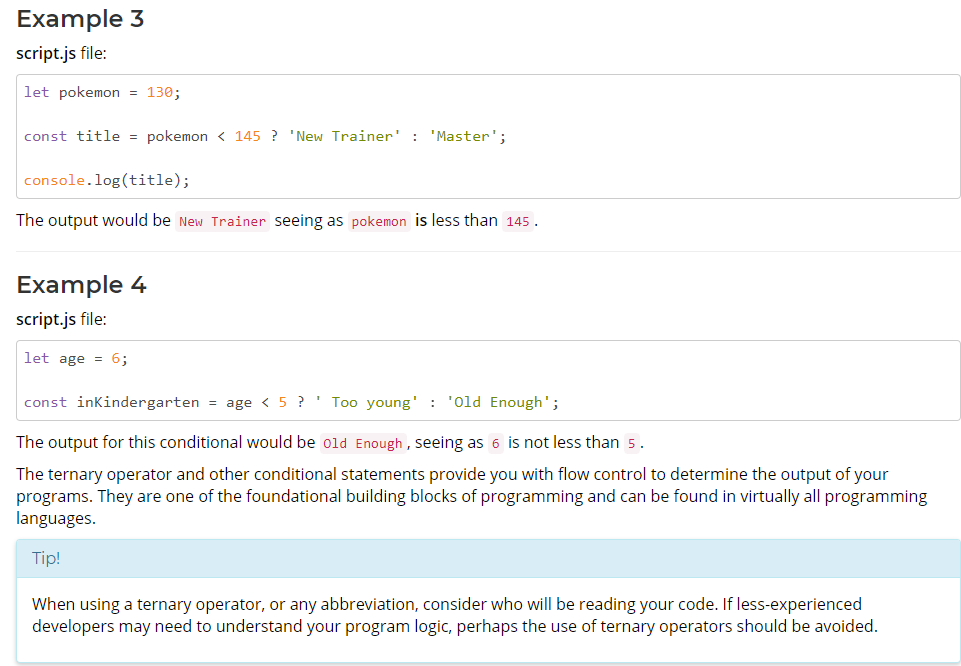 Example 3
script.js file:
let pokemon = 130;
const title = pokemon < 145 ? 'New Trainer' : 'Master';
console.log(title);
The output would be New Trainer seeing as pokemon is less than 145.
Example 4
script.js file:
let age = 6;
const inKindergarten = age < 5 ? ' Too young' : 'Old Enough';
The output for this conditional would be Old Enough, seeing as 6 is not less than 5.
The ternary operator and other conditional statements provide you with flow control to determine the output of your
programs. They are one of the foundational building blocks of programming and can be found in virtually all programming
languages.
Tip!
When using a ternary operator, or any abbreviation, consider who will be reading your code. If less-experienced
developers may need to understand your program logic, perhaps the use of ternary operators should be avoided.